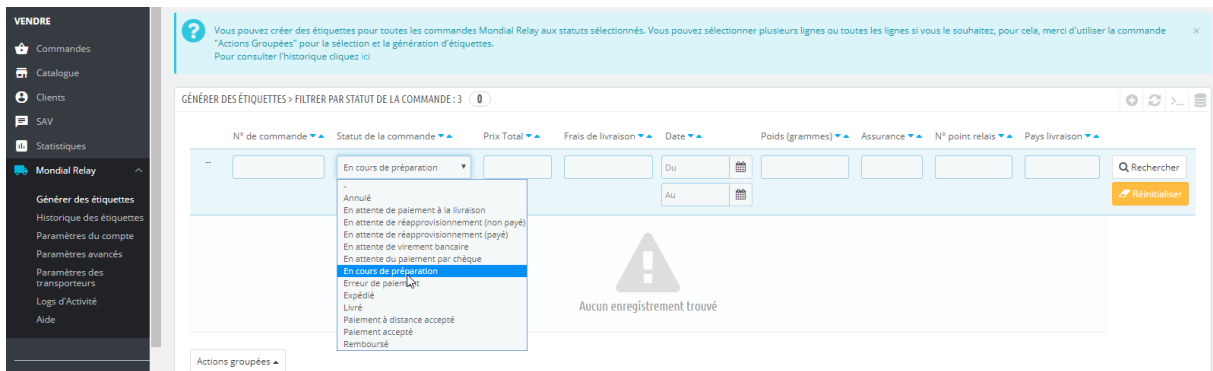 VENDRE
Commandes
Catalogue
Clients
SAV
Statistiques
Mondial Relay
Générer des étiquettes
Historique des étiquettes
Paramètres du compte
Paramètres avancés
Paramètres des
transporteurs
Logs d'Activité
Aide
Vous pouvez créer des étiquettes pour toutes les commandes Mondial Relay aux statuts sélectionnés. Vous pouvez sélectionner plusieurs lignes ou toutes les lignes si vous le souhaitez, pour cela, merci d'utiliser la commande
"Actions Groupées" pour la sélection et la génération d'étiquettes.
Pour consulter l'historique cliquez ici
GÉNÉRER DES ÉTIQUETTES > FILTRER PAR STATUT DE LA COMMANDE : 3 0
N° de commande Statut de la commande Prix Total Frais de livraison Date Poids (grammes) Assurance N° point relais Pays livraison
-- En cours de préparation Du Rechercher
Au Réinitialiser
-
Annulé
En attente de paiement à la livraison
En attente de réapprovisionnement (non payé)
En attente de réapprovisionnement (payé)
En attente de virement bancaire
En attente du paiement par chèque
En cours de préparation
Erreur de paiement
Expédié
Livré
Paiement à distance accepté
Paiement accepté
Remboursé
Aucun enregistrement trouvé
Actions groupées